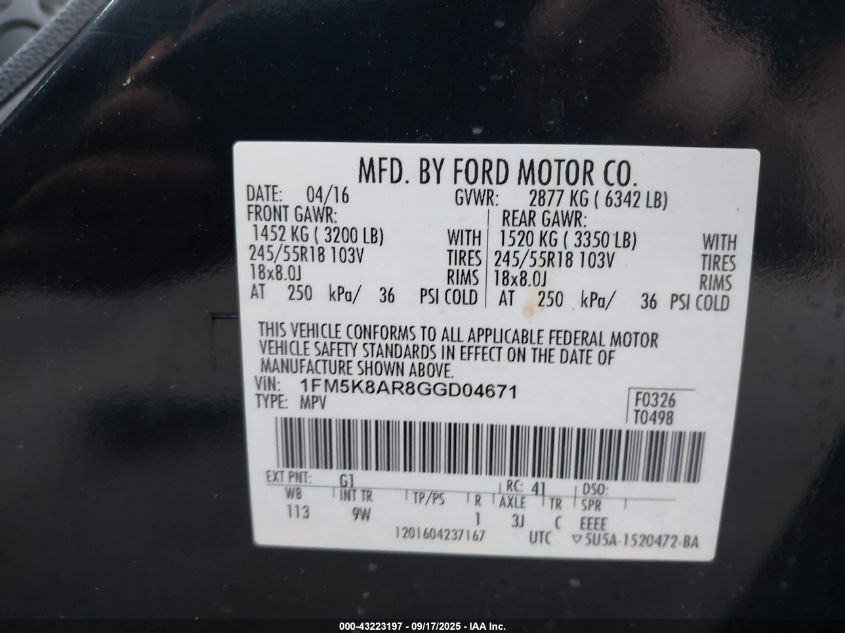 MFD. BY FORD MOTOR CO.
DATE: 04/16 GVWR: 2877 KG ( 6342 LB)
FRONT GAWR: REAR GAWR:
1452 KG ( 3200 LB) WITH 1520 KG ( 3350 LB) WITH
245/55R18 103V TIRES 245/55R18 103V TIRES
18x8.0J RIMS 18x8.0J RIMS
AT 250 kPa/ 36 PSI COLD AT 250 kPa/ 36 PSI COLD
THIS VEHICLE CONFORMS TO ALL APPLICABLE FEDERAL MOTOR
VEHICLE SAFETY STANDARDS IN EFFECT ON THE DATE OF
MANUFACTURE SHOWN ABOVE.
VIN: 1FM5K8AR8GGD04671 F0326
TYPE: MPV T0498
EXT PNT: G1 RC: 41 DSO:
WB INT TR TP/PS R AXLE TR SPR
113 9W 1 3J C EEEE
1201604237167 UTC ▽5U5A-1520472-BA
000-43223197 - 09/17/2025 - IAA Inc.